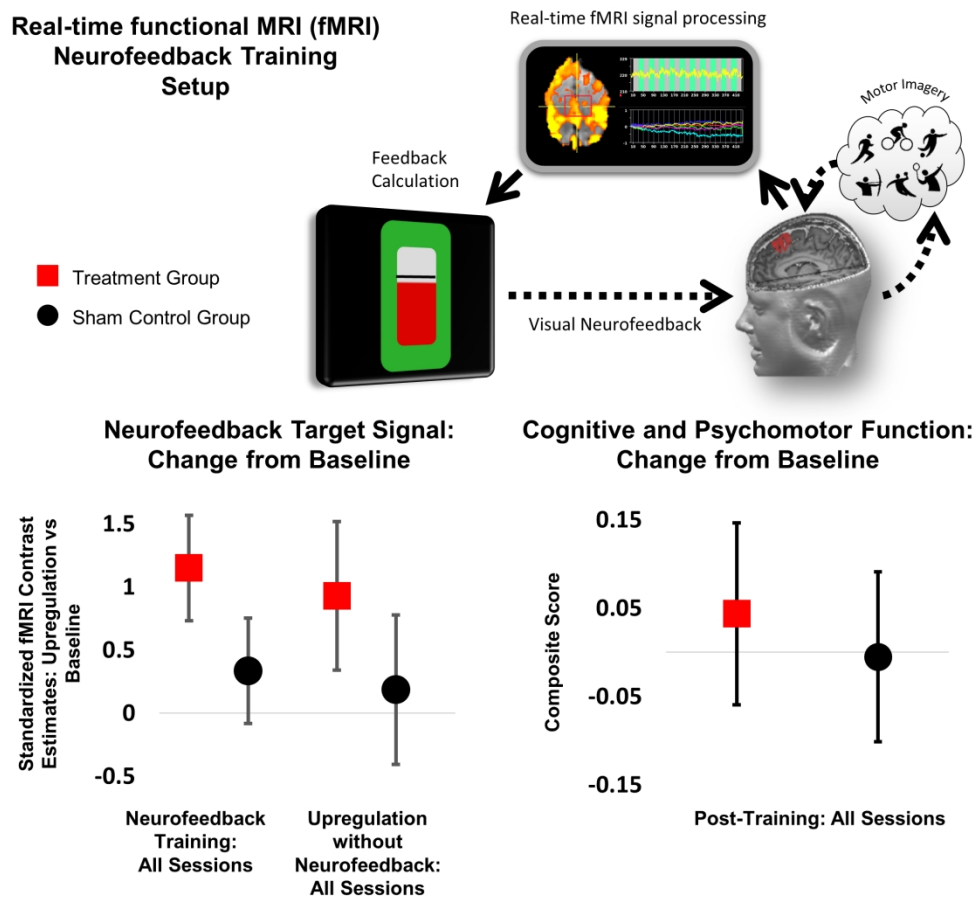 Real-time functional MRI (fMRI)
Neurofeedback Training
Setup
Real-time fMRI signal processing
Motor Imagery
Feedback
Calculation
Treatment Group
Sham Control Group
Visual Neurofeedback
Neurofeedback Target Signal:
Change from Baseline
Standardized fMRI Contrast
Estimates: Upregulation vs
Baseline
1.5
1
0.5
0
-0.5
Neurofeedback
Training:
All Sessions
Upregulation
without
Neurofeedback:
All Sessions
Cognitive and Psychomotor Function:
Change from Baseline
Composite Score
0.15
0.05
-0.05
-0.15
Post-Training: All Sessions